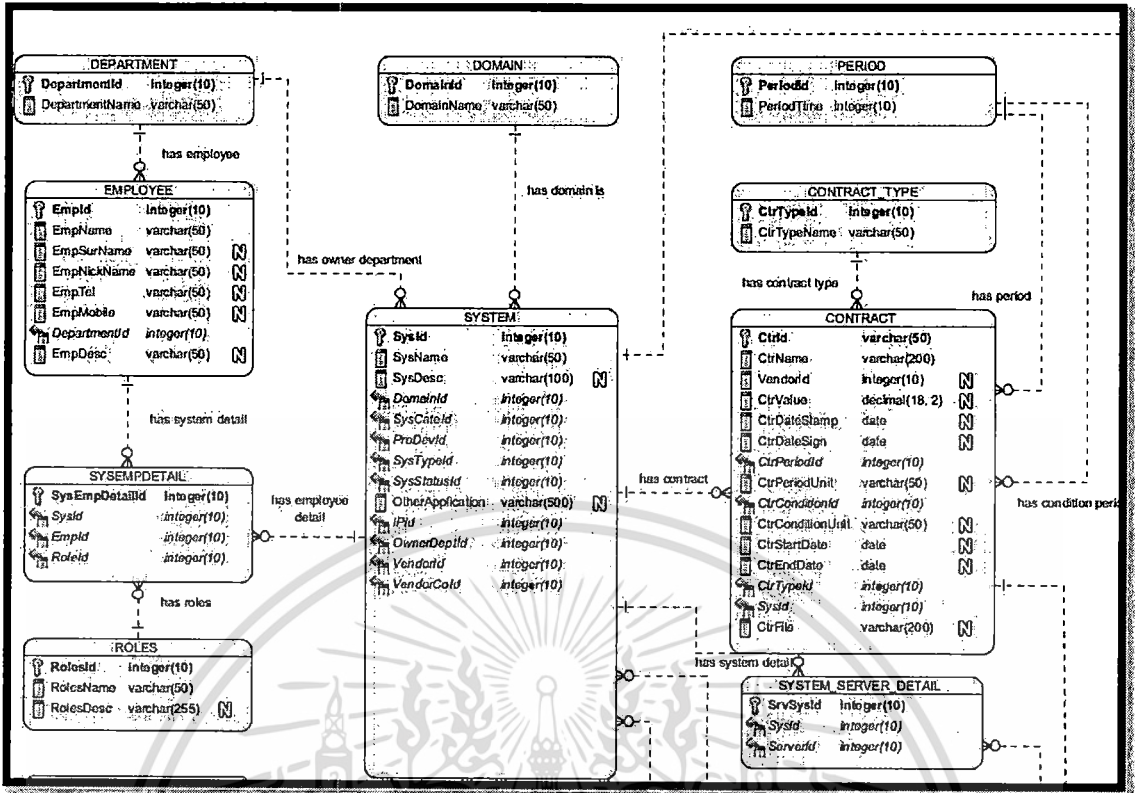 DEPARTMENT
DepartmentId integer(10)
DepartmentName varchar(50)
has employee
EMPLOYEE
EmpId integer(10)
EmpName varchar(50)
EmpSurName varchar(50) N
EmpNickName varchar(50) N
EmpTel varchar(50) N
EmpMobile varchar(50) N
DepartmentId integer(10)
EmpDesc varchar(50) N
has system detail
SYSEMPDETAIL
SysEmpDetailId integer(10)
SysId integer(10)
EmpId integer(10)
RoleId integer(10)
has roles
ROLES
RolesId integer(10)
RolesName varchar(50)
RolesDesc varchar(255) N
has owner department
has employee
detail
DOMAIN
DomainId integer(10)
DomainName varchar(50)
has domain is
SYSTEM
SysId integer(10)
SysName varchar(50)
SysDesc varchar(100) N
DomainId integer(10)
SysCateId integer(10)
ProDevId integer(10)
SysTypeId integer(10)
SysStatusId integer(10)
OtherApplication varchar(500) N
IPId integer(10)
OwnerDeptId integer(10)
VendorId integer(10)
VendorCoId integer(10)
has contract
PERIOD
PeriodId integer(10)
PeriodTime integer(10)
CONTRACT_TYPE
CtrTypeId integer(10)
CtrTypeName varchar(50)
has contract type
has period
CONTRACT
CtrId varchar(50)
CtrName varchar(200)
VendorId integer(10) N
CtrValue decimal(18, 2) N
CtrDateStamp date N
CtrDateSign date N
CtrPeriodId integer(10)
CtrPeriodUnit varchar(50) N
CtrConditionId integer(10)
CtrConditionUnit varchar(50) N
CtrStartDate date N
CtrEndDate date N
CtrTypeId integer(10)
SysId integer(10)
CtrFile varchar(200) N
has condition peri
has system detail
SYSTEM_SERVER_DETAIL
SrvSysId integer(10)
SysId integer(10)
ServerId integer(10)